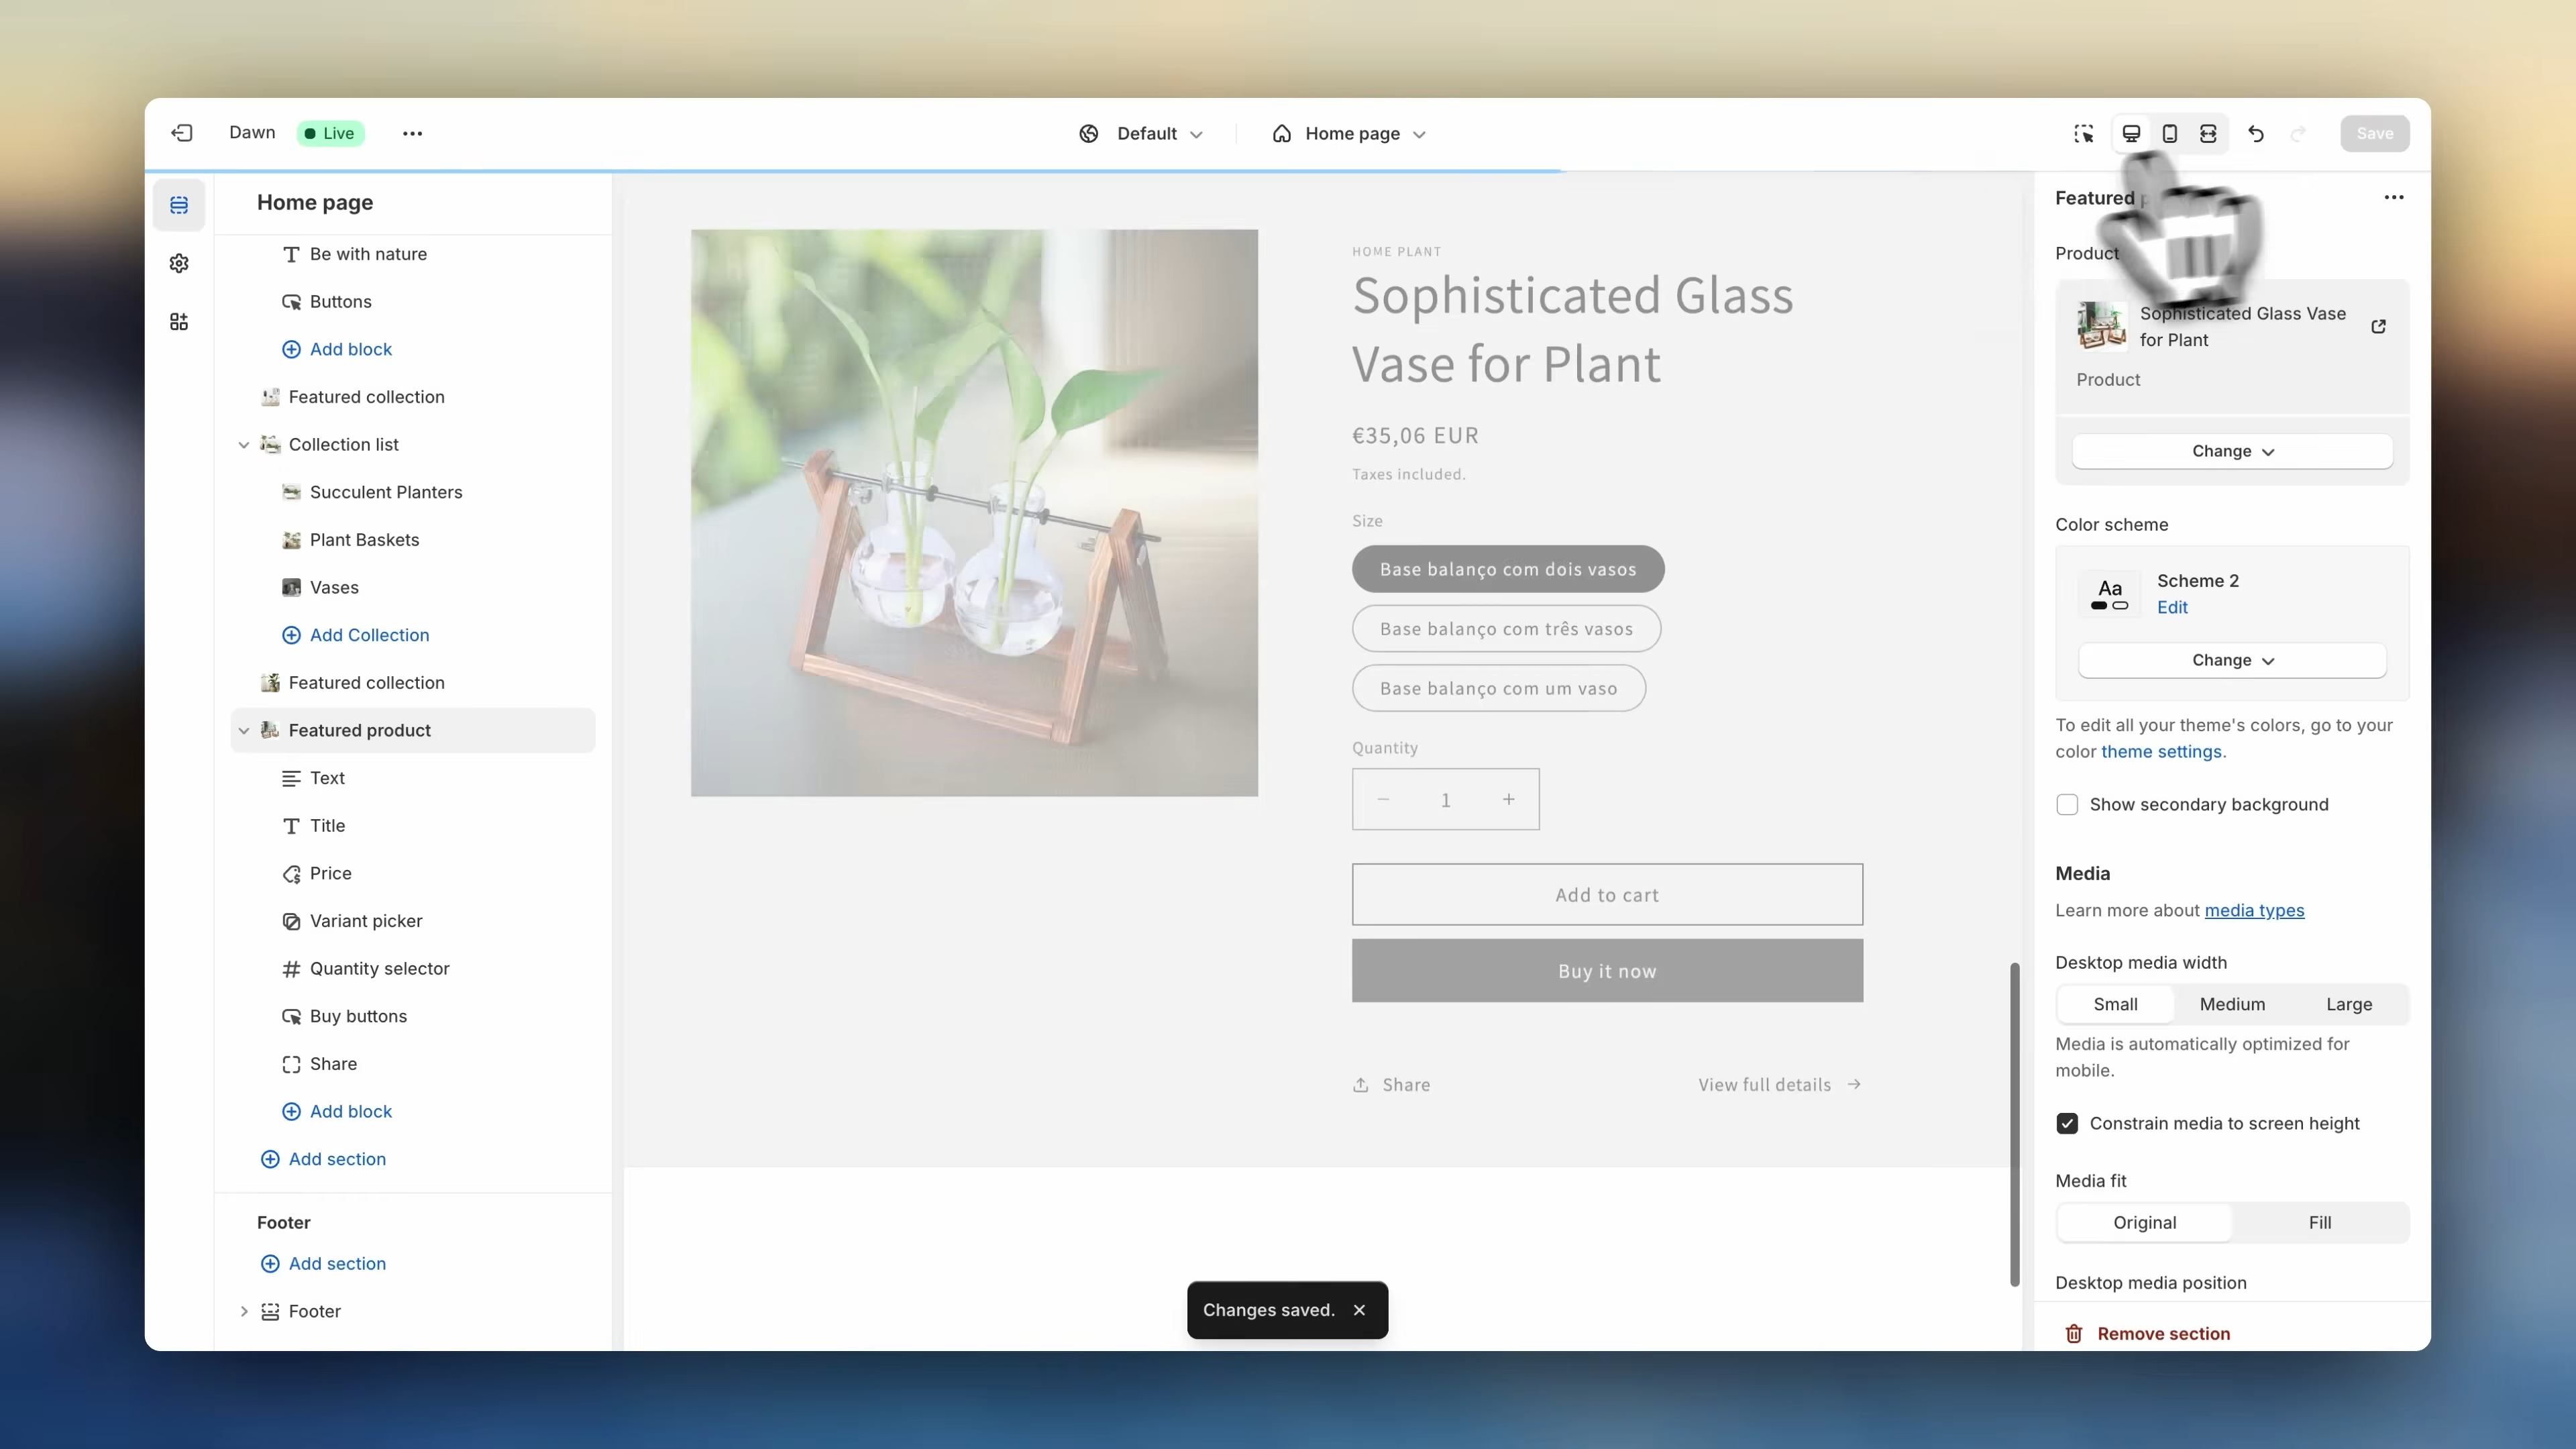 Dawn
Live
Default
Home page
Save
Home page
Be with nature
Buttons
Add block
Featured collection
Collection list
Succulent Planters
Plant Baskets
Vases
Add Collection
Featured collection
Featured product
Text
Title
Price
Variant picker
Quantity selector
Buy buttons
Share
Add block
Add section
Footer
Add section
Footer
HOME PLANT
Sophisticated Glass
Vase for Plant
€35,06 EUR
Taxes included.
Size
Base balanço com dois vasos
Base balanço com três vasos
Base balanço com um vaso
Quantity
1
Add to cart
Buy it now
Share
View full details
Changes saved.
Featured
Product
Sophisticated Glass Vase
for Plant
Product
Change
Color scheme
Aa
Scheme 2
Edit
Change
To edit all your theme's colors, go to your
color theme settings.
Show secondary background
Media
Learn more about media types
Desktop media width
Small
Medium
Large
Media is automatically optimized for
mobile.
Constrain media to screen height
Media fit
Original
Fill
Desktop media position
Remove section